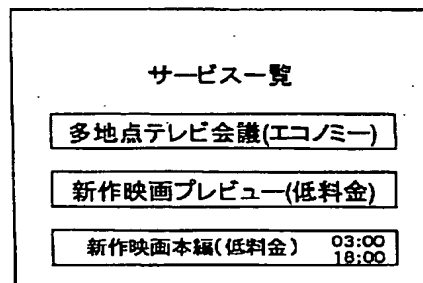 サービス一覧
多地点テレビ会議(エコノミー)
新作映画プレビュー(低料金)
新作映画本編(低料金) 03:00
18:00